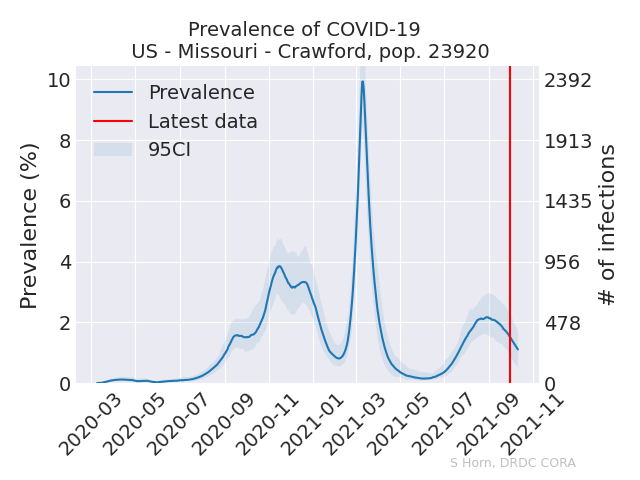 Prevalence of COVID-19
US - Missouri - Crawford, pop. 23920
Prevalence (%)
10
8
6
4
2
0
Prevalence
Latest data
95CI
2392
1913
1435
956
478
0
# of infections
2020-03
2020-05
2020-07
2020-09
2020-11
2021-01
2021-03
2021-05
2021-07
2021-09
2021-11
S Horn, DRDC CORA